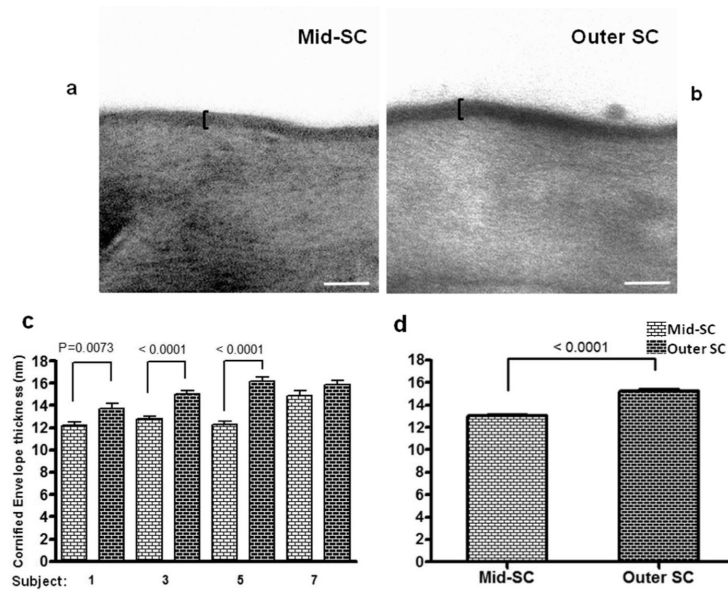 Mid-SC
Outer SC
a
b
c
P=0.0073
< 0.0001
< 0.0001
Cornified Envelope thickness (nm)
18
16
14
12
10
8
6
4
2
0
Subject: 1 3 5 7
d
Mid-SC
Outer SC
< 0.0001
18
16
14
12
10
8
6
4
2
0
Mid-SC Outer SC